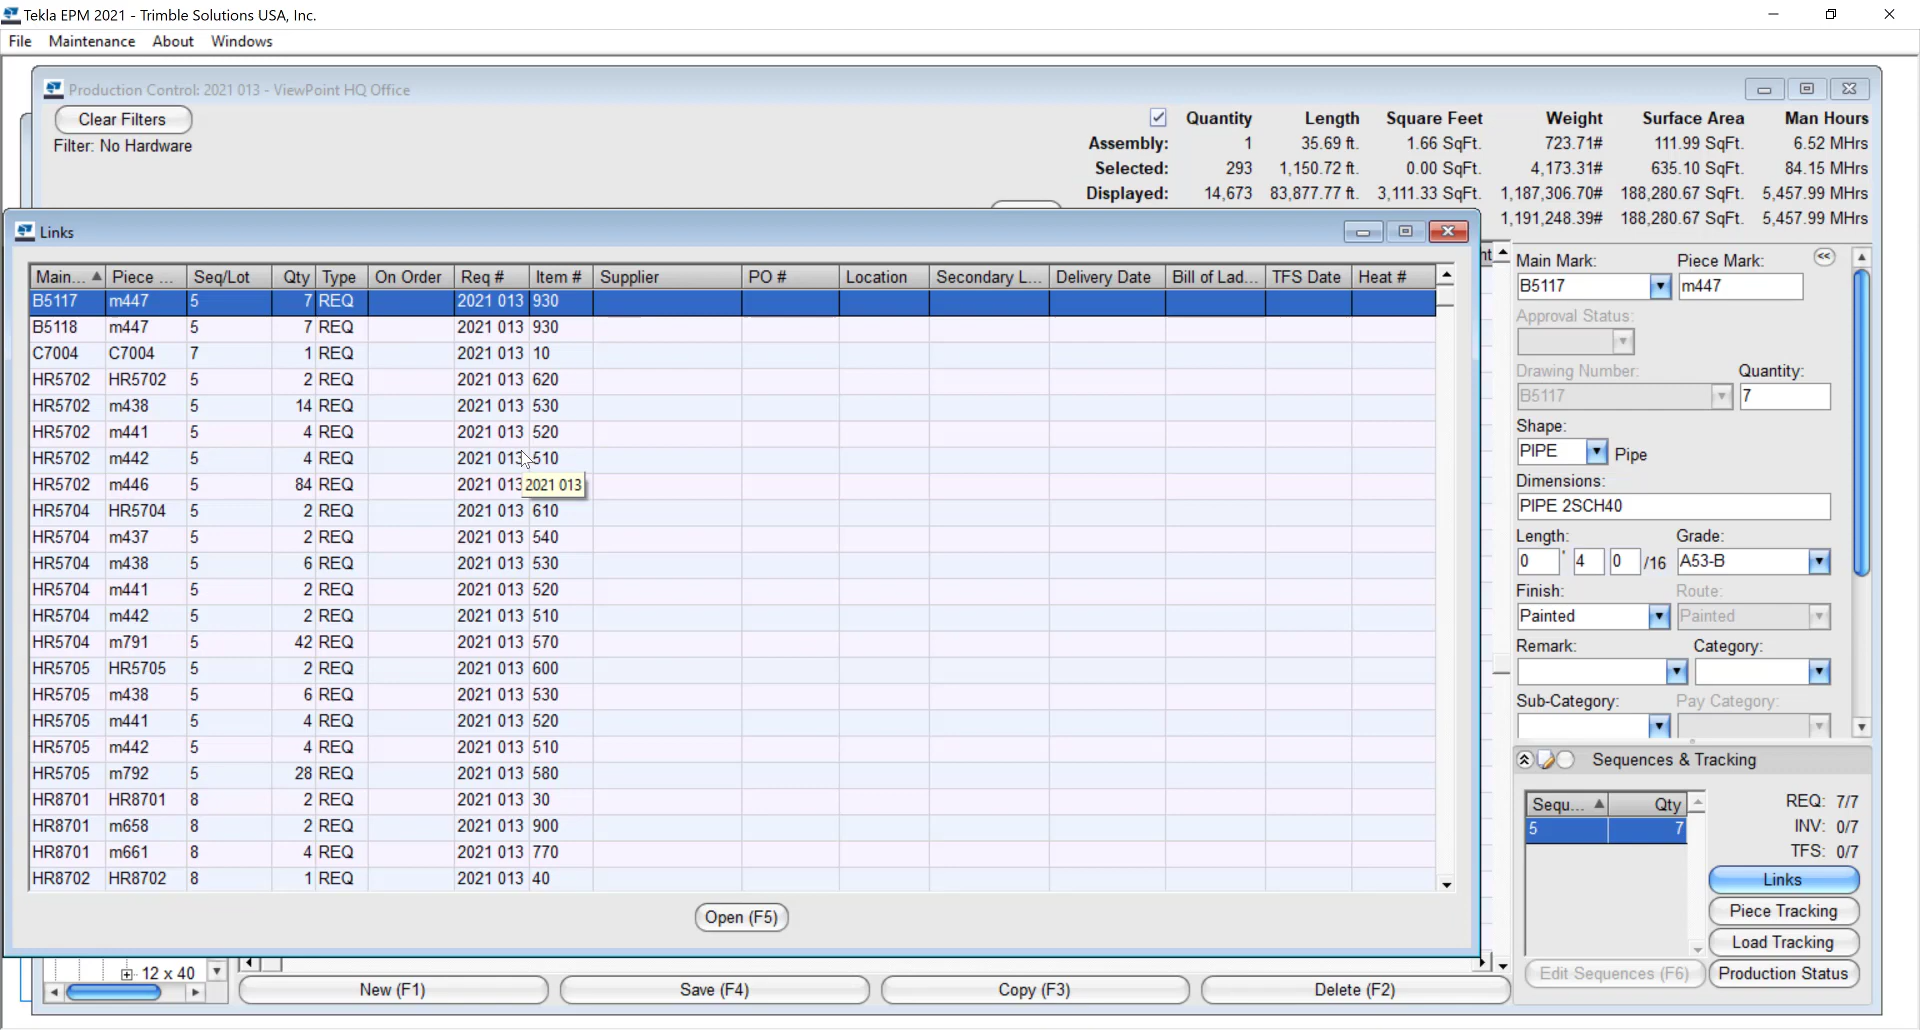 Tekla EPM 2021 - Trimble Solutions USA, Inc.
File Maintenance About Windows
Production Control: 2021 013 - ViewPoint HQ Office
Clear Filters
Filter: No Hardware
Quantity Length Square Feet Weight Surface Area Man Hours
Assembly: 1 35.69 ft. 1.66 SqFt. 723.71# 111.99 SqFt. 6.52 MHrs
Selected: 293 1,150.72 ft. 0.00 SqFt. 4,173.31# 635.10 SqFt. 84.15 MHrs
Displayed: 14,673 83,877.77 ft. 3,111.33 SqFt. 1,187,306.70# 188,280.67 SqFt. 5,457.99 MHrs
1,191,248.39# 188,280.67 SqFt. 5,457.99 MHrs
Links
Main... Piece ... Seq/Lot Qty Type On Order Req # Item # Supplier PO # Location Secondary L... Delivery Date Bill of Lad... TFS Date Heat #
B5117 m447 5 7 REQ 2021 013 930
B5118 m447 5 7 REQ 2021 013 930
C7004 C7004 7 1 REQ 2021 013 10
HR5702 HR5702 5 2 REQ 2021 013 620
HR5702 m438 5 14 REQ 2021 013 530
HR5702 m441 5 4 REQ 2021 013 520
HR5702 m442 5 4 REQ 2021 013 510
HR5702 m446 5 84 REQ 2021 013 2021 013
HR5704 HR5704 5 2 REQ 2021 013 610
HR5704 m437 5 2 REQ 2021 013 540
HR5704 m438 5 6 REQ 2021 013 530
HR5704 m441 5 2 REQ 2021 013 520
HR5704 m442 5 2 REQ 2021 013 510
HR5704 m791 5 42 REQ 2021 013 570
HR5705 HR5705 5 2 REQ 2021 013 600
HR5705 m438 5 6 REQ 2021 013 530
HR5705 m441 5 4 REQ 2021 013 520
HR5705 m442 5 4 REQ 2021 013 510
HR5705 m792 5 28 REQ 2021 013 580
HR8701 HR8701 8 2 REQ 2021 013 30
HR8701 m658 8 2 REQ 2021 013 900
HR8701 m661 8 4 REQ 2021 013 770
HR8702 HR8702 8 1 REQ 2021 013 40
Open (F5)
ht
Main Mark: Piece Mark:
B5117 m447
Approval Status:
Drawing Number: Quantity:
B5117 7
Shape:
PIPE Pipe
Dimensions:
PIPE 2SCH40
Length: Grade:
0 ' 4 0 /16 A53-B
Finish: Route:
Painted Painted
Remark: Category:
Sub-Category: Pay Category:
Sequences & Tracking
Sequ... Qty
5 7
REQ: 7/7
INV: 0/7
TFS: 0/7
Links
Piece Tracking
Load Tracking
Edit Sequences (F6) Production Status
12 x 40
New (F1) Save (F4) Copy (F3) Delete (F2)